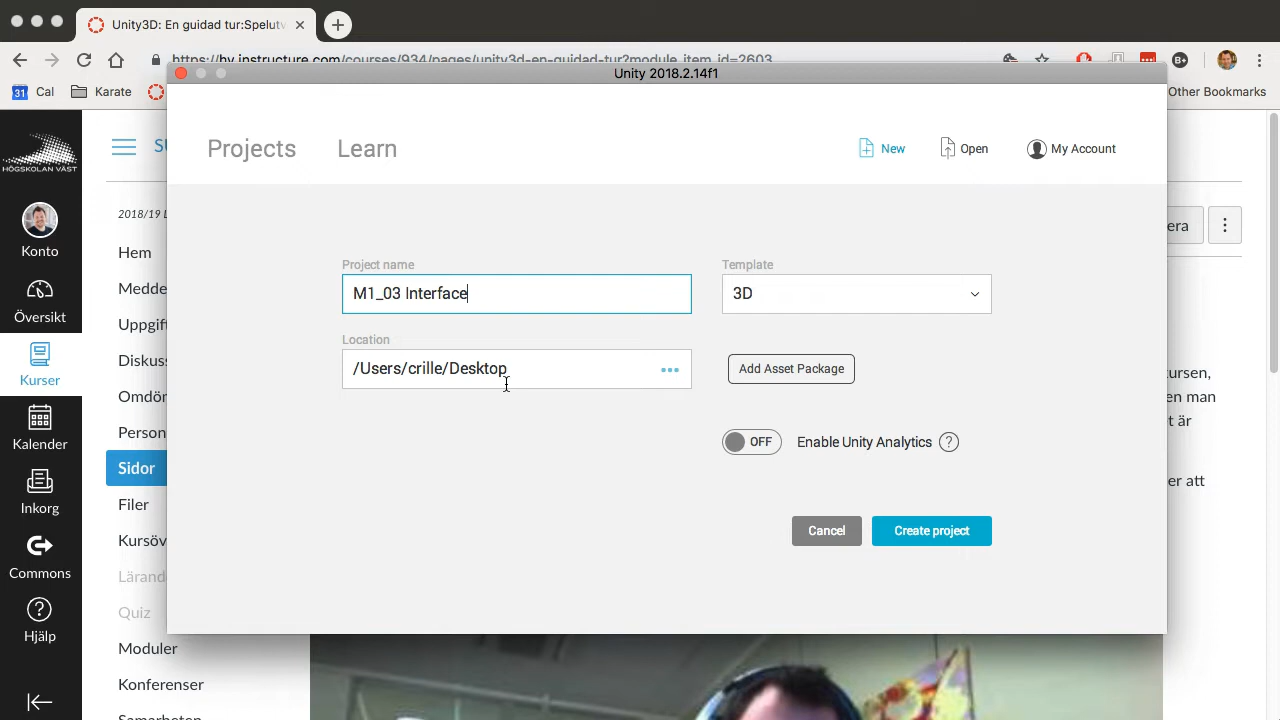 Unity3D: En guidad tur:Spelutv
https://hv.instructure.com/courses/934/pages/unity3d-en-guidad-tur?module_item_id=2603
31 Cal
Karate
Other Bookmarks
Unity 2018.2.14f1
Projects
Learn
New
Open
My Account
HÖGSKOLAN VÄST
Konto
Översikt
Kurser
Kalender
Inkorg
Commons
Hjälp
2018/19
Hem
Medde
Uppgif
Diskus
Omdör
Person
Sidor
Filer
Kursöv
Lärand
Quiz
Moduler
Konferenser
Samarbeten
Project name
M1_03 Interface
Template
3D
Location
/Users/crille/Desktop
Add Asset Package
OFF
Enable Unity Analytics ?
Cancel
Create project
era
ursen,
en man
t är
er att